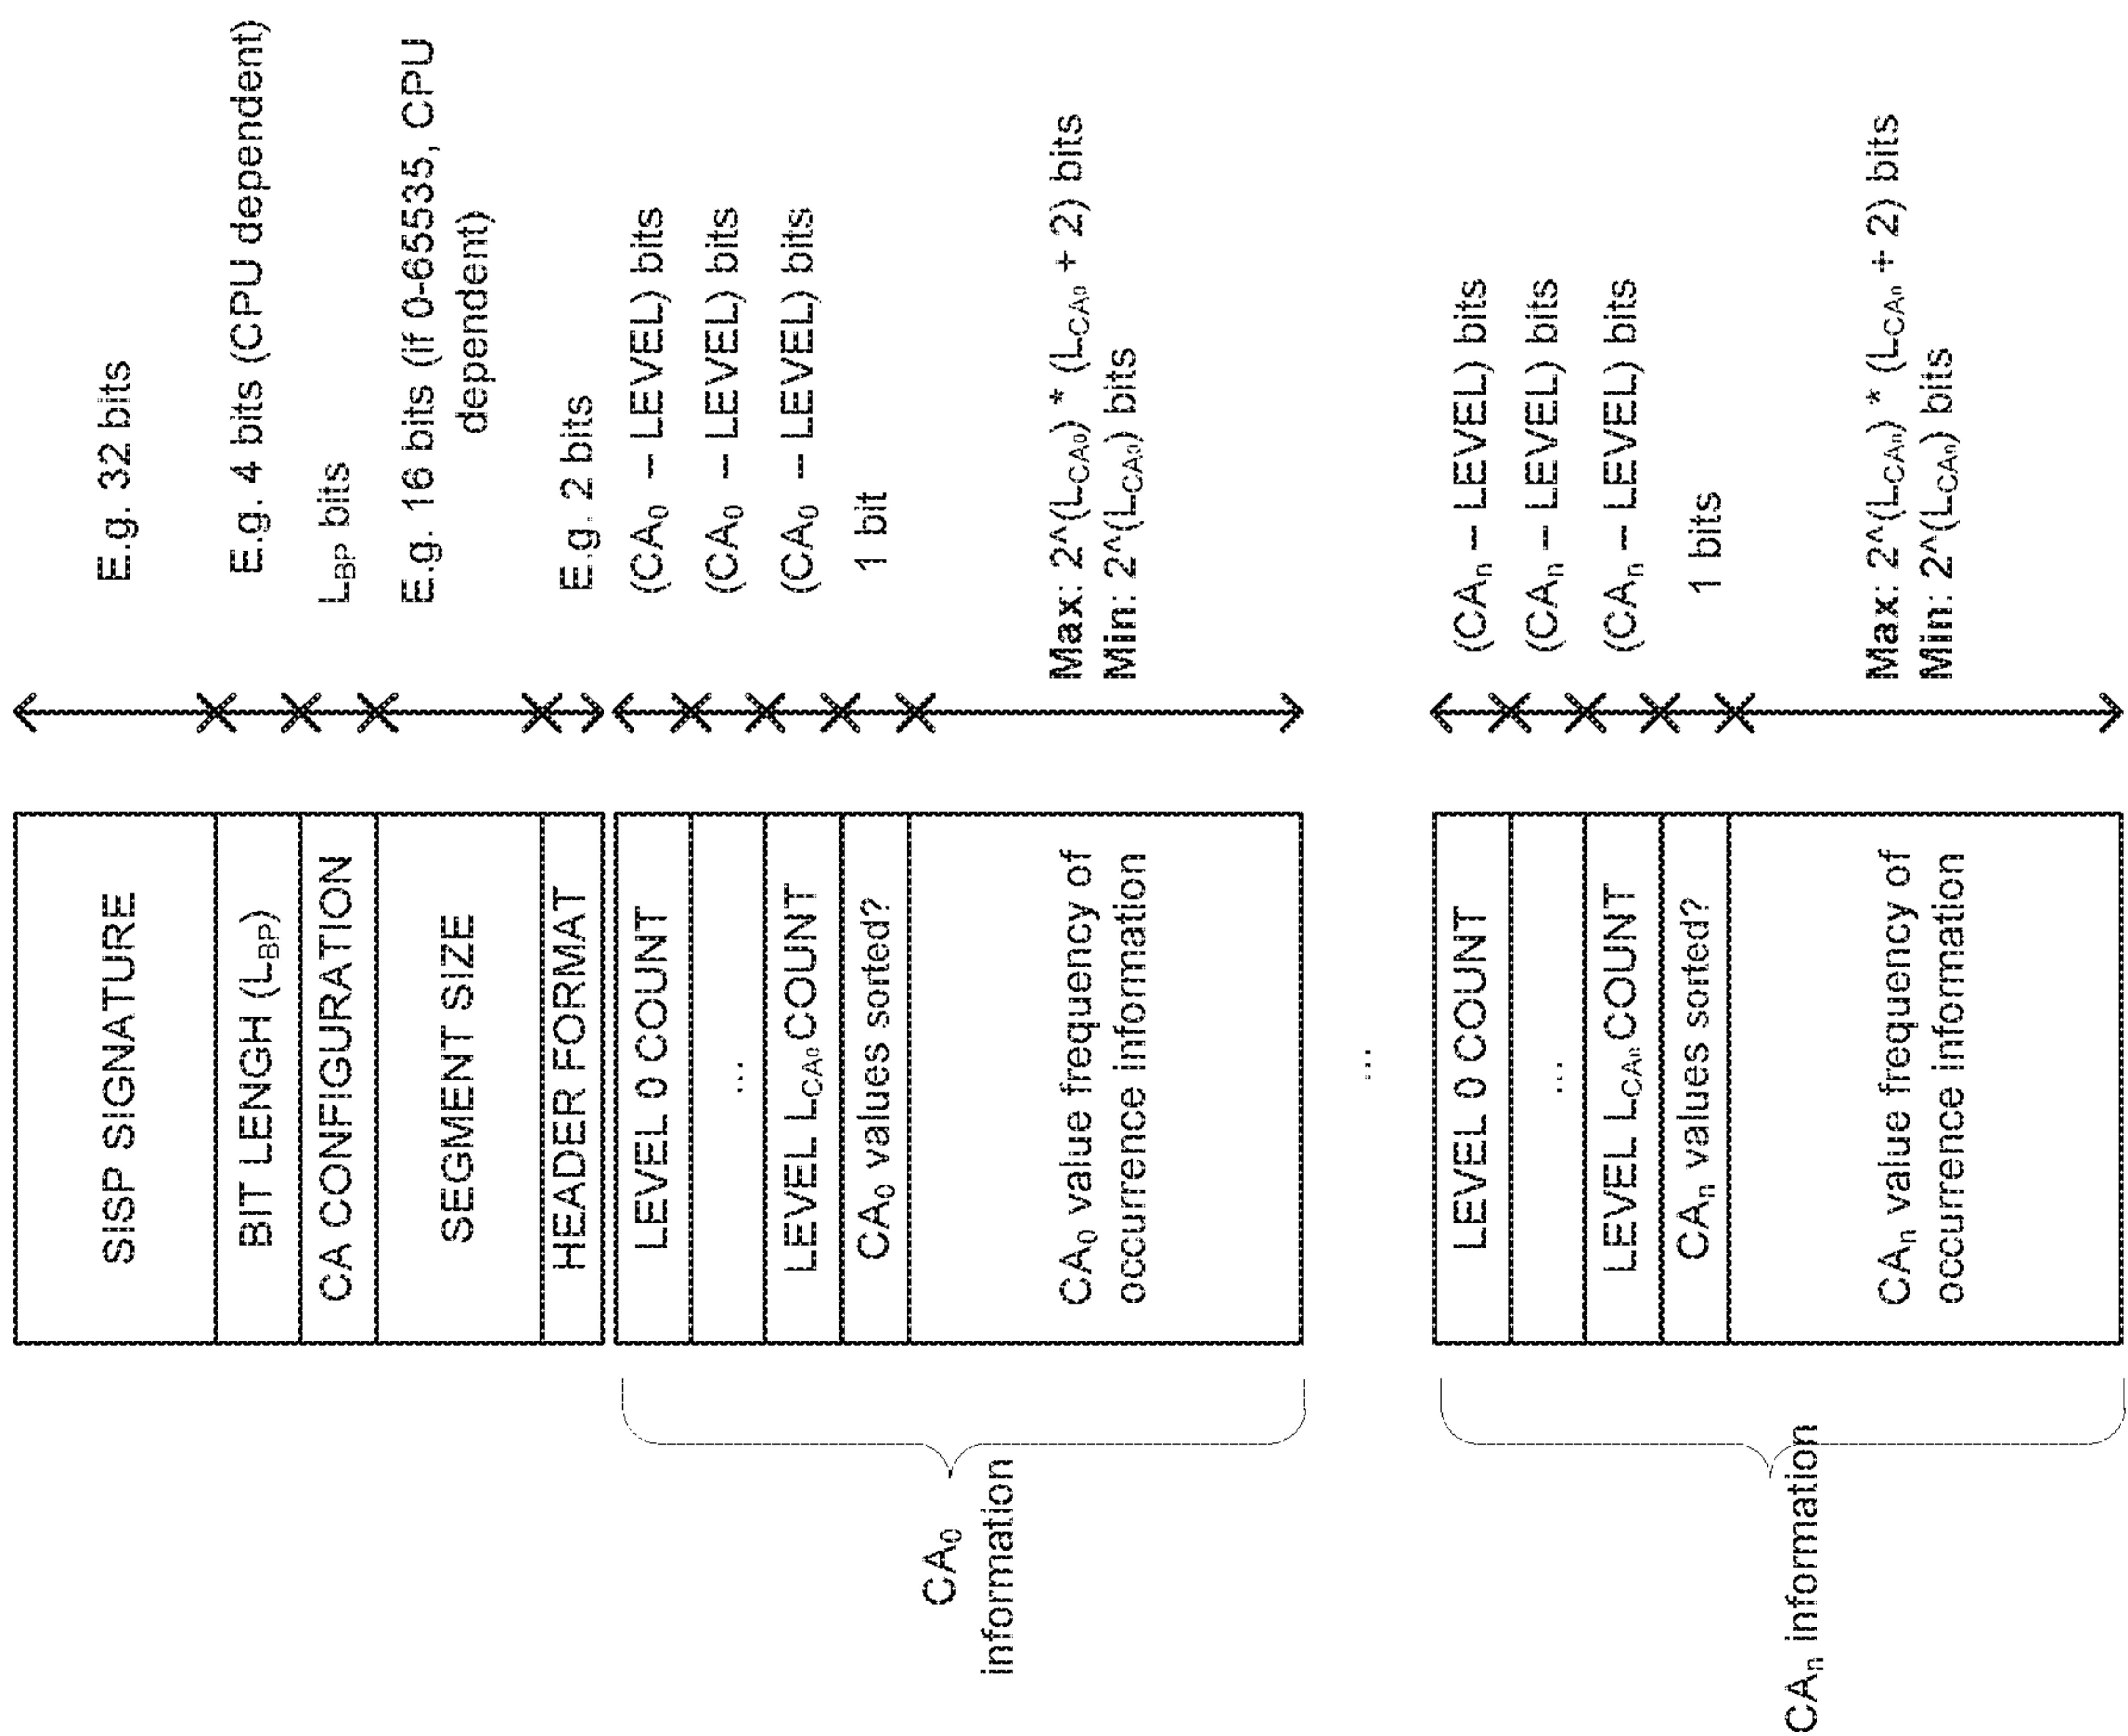 SISP SIGNATURE
E.g. 32 bits
BIT LENGH (L_BP)
E.g. 4 bits (CPU dependent)
CA CONFIGURATION
L_BP bits
SEGMENT SIZE
E.g. 16 bits (if 0-65535, CPU
dependent)
HEADER FORMAT
E.g. 2 bits
CA₀
information
LEVEL 0 COUNT
(CA₀ – LEVEL) bits
...
(CA₀ – LEVEL) bits
LEVEL L_CA₀ COUNT
(CA₀ – LEVEL) bits
CA₀ values sorted?
1 bit
CA₀ value frequency of
occurrence information
Max: 2^(L_CA₀) * (L_CA₀ + 2) bits
Min: 2^(L_CA₀) bits
...
CAₙ information
LEVEL 0 COUNT
(CAₙ – LEVEL) bits
...
(CAₙ – LEVEL) bits
LEVEL L_CAₙ COUNT
(CAₙ – LEVEL) bits
CAₙ values sorted?
1 bits
CAₙ value frequency of
occurrence information
Max: 2^(L_CAₙ) * (L_CAₙ + 2) bits
Min: 2^(L_CAₙ) bits